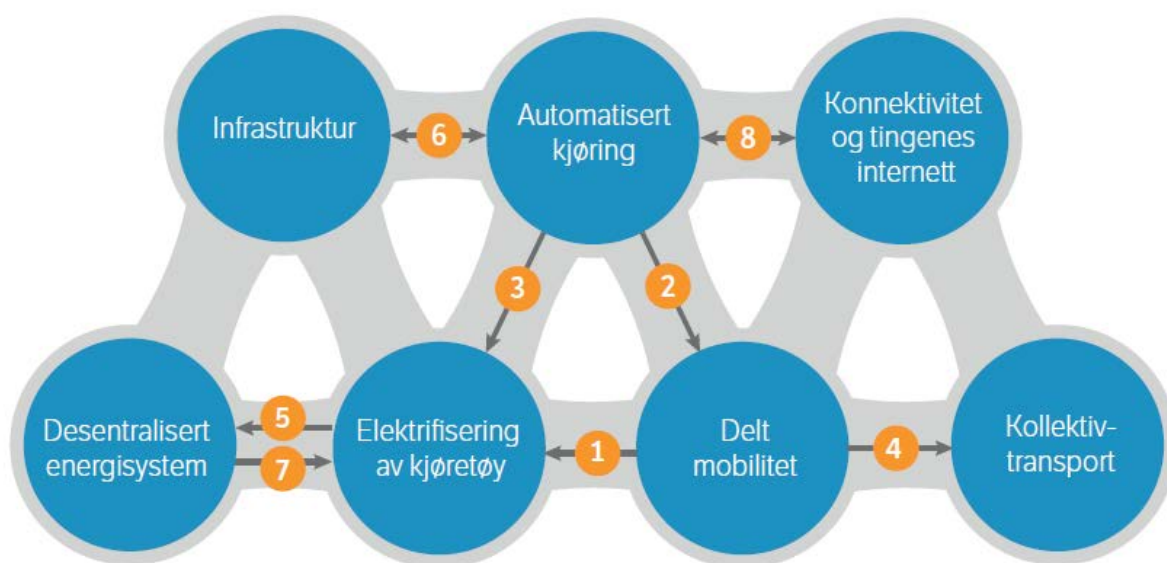 Infrastruktur
6
Automatisert
kjøring
8
Konnektivitet
og tingenes
internett
3
2
Desentralisert
energisystem
5
7
Elektrifisering
av kjøretøy
1
Delt
mobilitet
4
Kollektiv-
transport